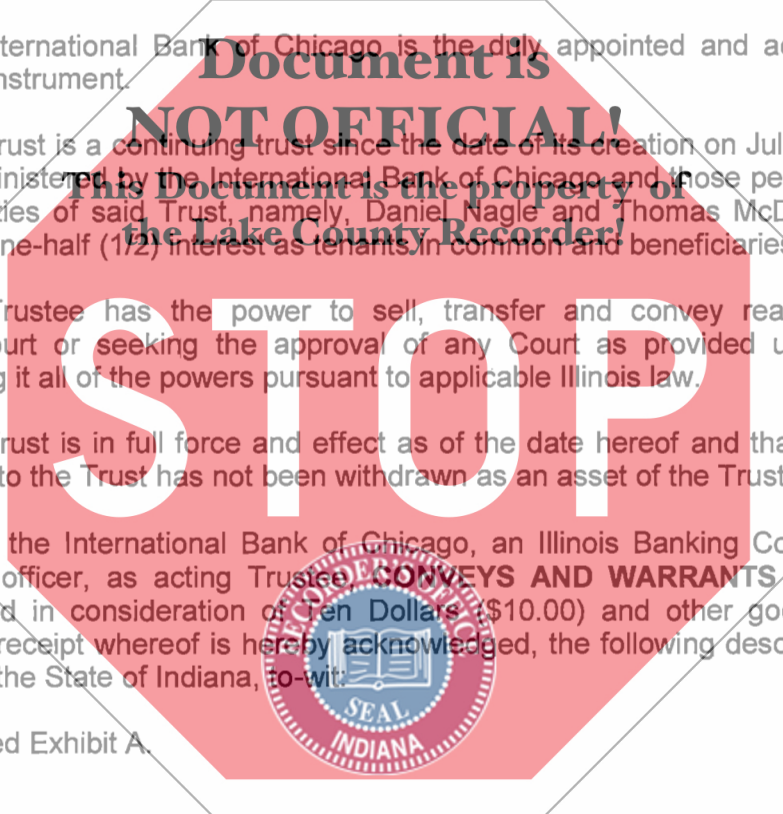 ternational Bank of Chicago is the duly appointed and a
nstrument.
Document is
NOT OFFICIAL!
rust is a continuing trust since the date of its creation on Jul
niste by the International Bank of Chicago and those pe
This Document is the property of
ies of said Trust, namely, Daniel Nagle and Thomas McD
the Lake County Recorder!
ne-half (1/2) interest as tenants in common and beneficiaries
Trustee has the power to sell, transfer and convey rea
ourt or seeking the approval of any Court as provided u
g it all of the powers pursuant to applicable Illinois law.
STOP
rust is in full force and effect as of the date hereof and tha
to the Trust has not been withdrawn as an asset of the Trust
the International Bank of Chicago, an Illinois Banking Co
officer, as acting Trustee, CONVEYS AND WARRANTS
d in consideration of Ten Dollars ($10.00) and other go
receipt whereof is hereby acknowledged, the following desc
the State of Indiana, to-wit:
RECORDER'S OFFICE
SEAL
INDIANA
ed Exhibit A.